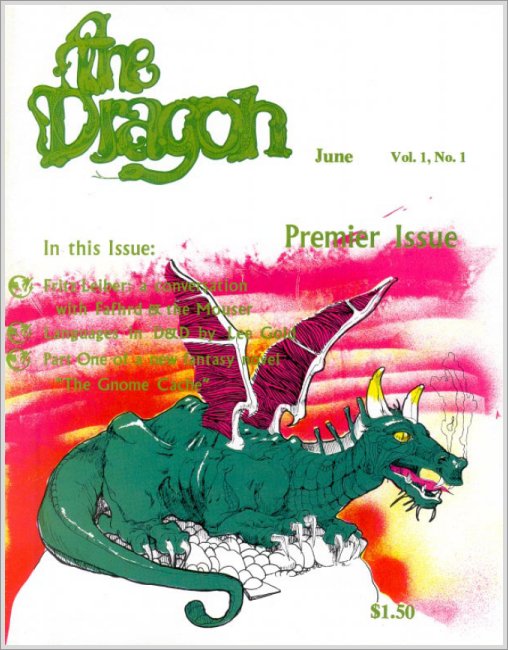 The
Dragon
June Vol. 1, No. 1
Premier Issue
In this Issue:
Fritz Leiber: a conversation
with Fafhrd & the Mouser
Languages in D&D by Lee Gold
Part One of a new fantasy novel
"The Gnome Cache"
$1.50